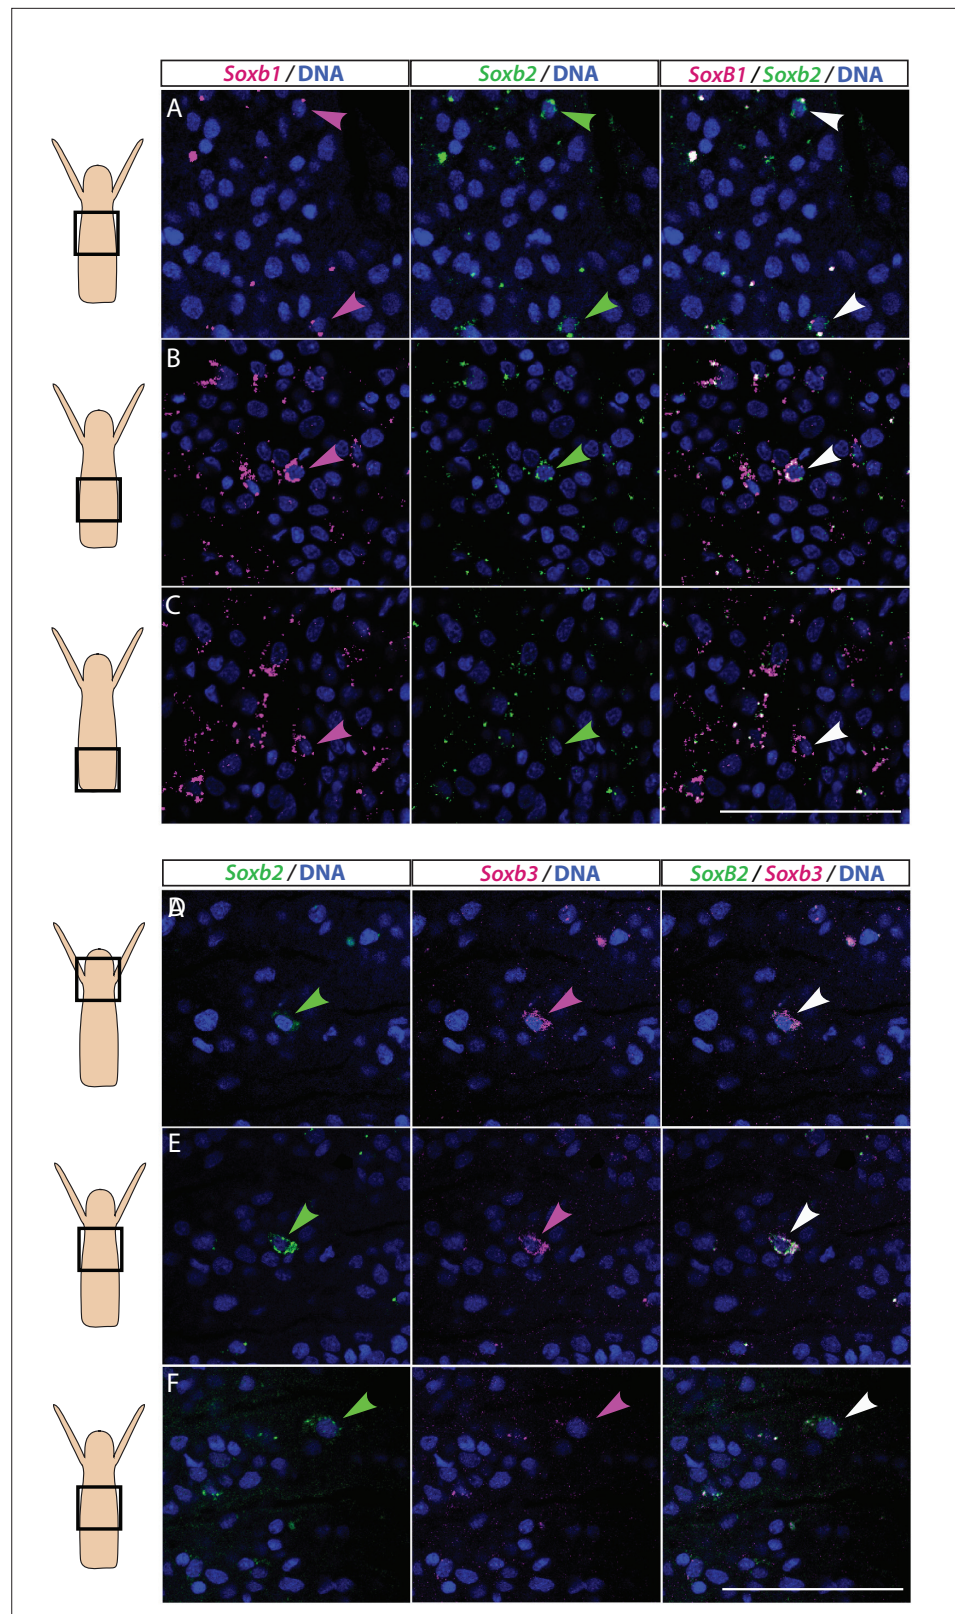 Soxb1 / DNA Soxb2 / DNA SoxB1 / Soxb2 / DNA
A
B
C
Soxb2 / DNA Soxb3 / DNA SoxB2 / Soxb3 / DNA
D
A
E
F